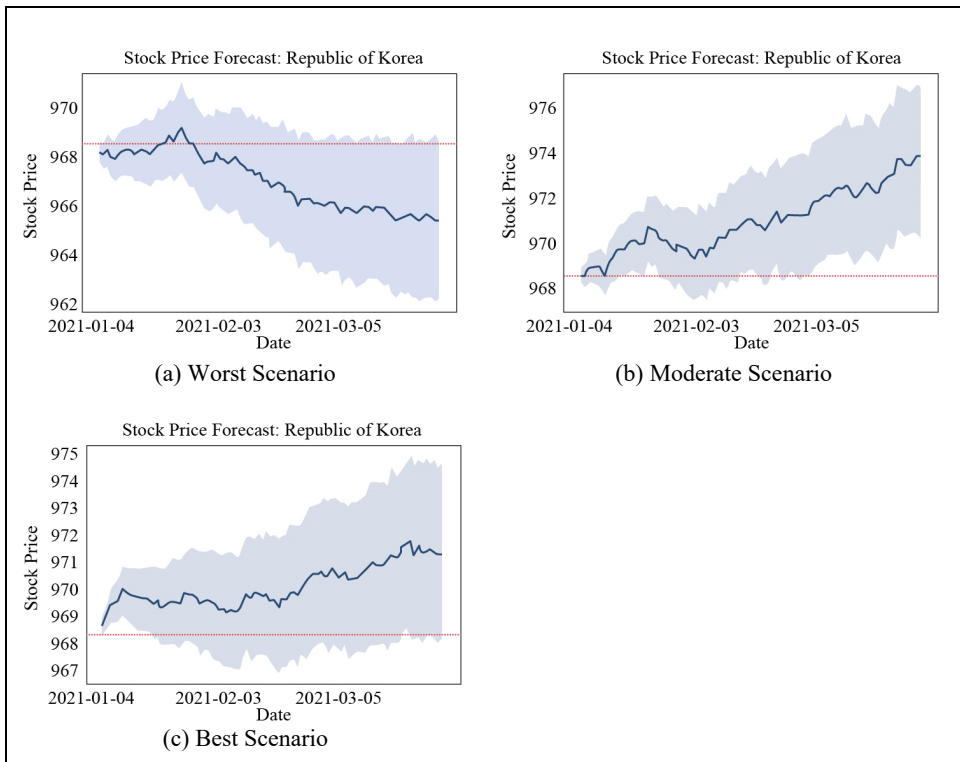 Stock Price Forecast: Republic of Korea
970
968
966
964
962
Stock Price
2021-01-04 2021-02-03 2021-03-05
Date
(a) Worst Scenario
Stock Price Forecast: Republic of Korea
976
974
972
970
968
Stock Price
2021-01-04 2021-02-03 2021-03-05
Date
(b) Moderate Scenario
Stock Price Forecast: Republic of Korea
975
974
973
972
971
970
969
968
967
Stock Price
2021-01-04 2021-02-03 2021-03-05
Date
(c) Best Scenario